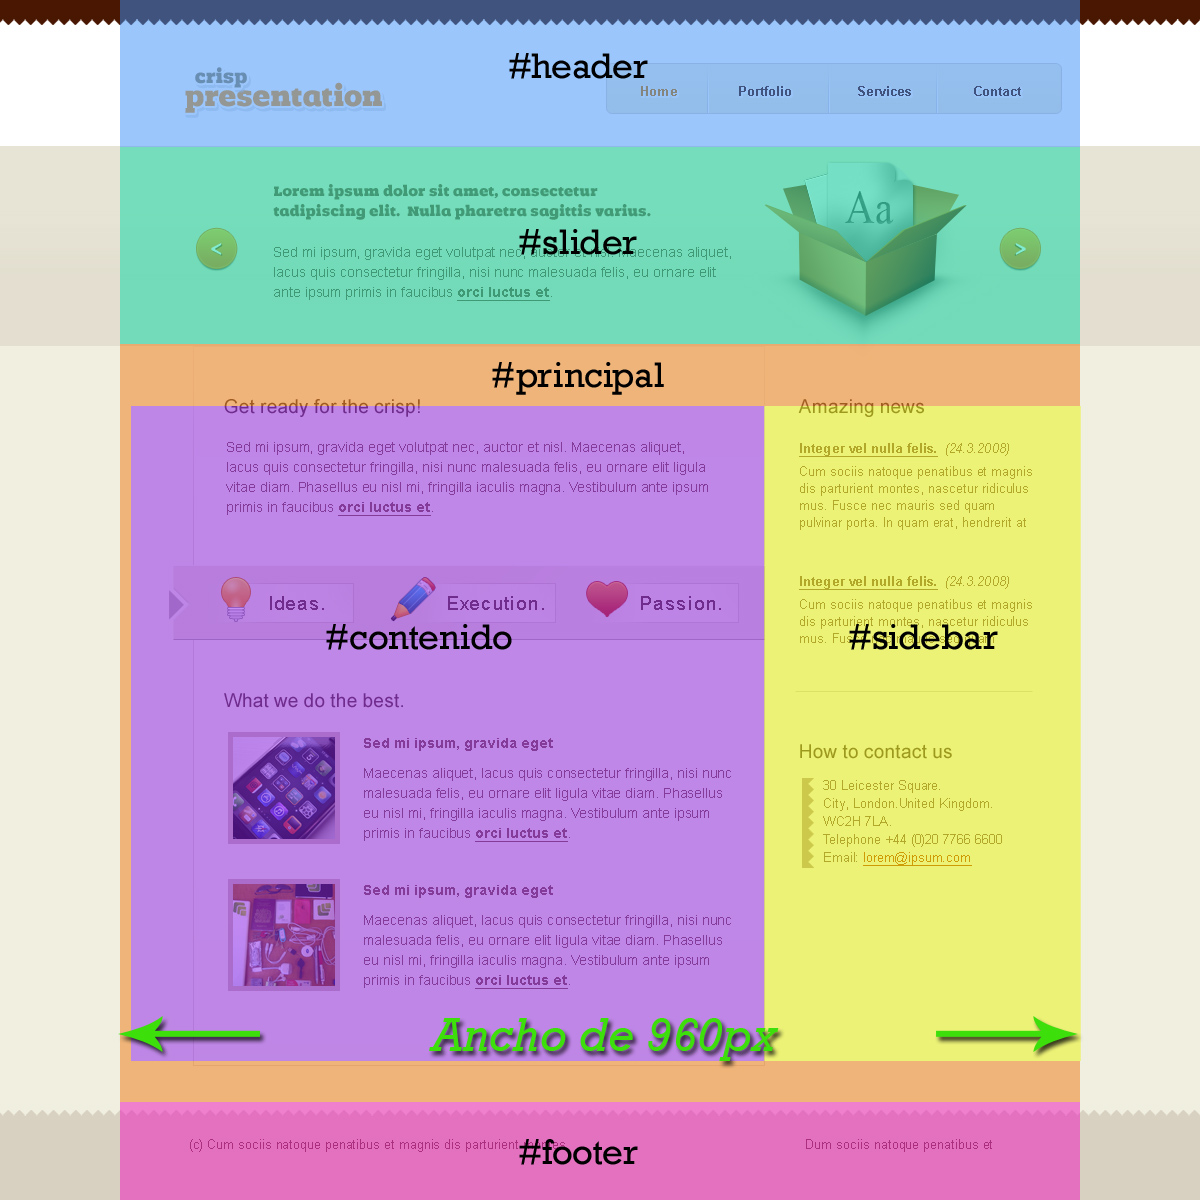 #header
crisp
presentation
Home Portfolio Services Contact
Lorem ipsum dolor sit amet, consectetur
tadipiscing elit. Nulla pharetra sagittis varius.
Aa
<
>
#slider
Sed mi ipsum, gravida eget volutpat nec, auctor et nisl. Maecenas aliquet,
lacus quis consectetur fringilla, nisi nunc malesuada felis, eu ornare elit
ante ipsum primis in faucibus orci luctus et.
#principal
Get ready for the crisp!
Sed mi ipsum, gravida eget volutpat nec, auctor et nisl. Maecenas aliquet,
lacus quis consectetur fringilla, nisi nunc malesuada felis, eu ornare elit ligula
vitae diam. Phasellus eu nisl mi, fringilla iaculis magna. Vestibulum ante ipsum
primis in faucibus orci luctus et.
Ideas. Execution. Passion.
#contenido
What we do the best.
Sed mi ipsum, gravida eget
Maecenas aliquet, lacus quis consectetur fringilla, nisi nunc
malesuada felis, eu ornare elit ligula vitae diam. Phasellus
eu nisl mi, fringilla iaculis magna. Vestibulum ante ipsum
primis in faucibus orci luctus et.
Sed mi ipsum, gravida eget
Maecenas aliquet, lacus quis consectetur fringilla, nisi nunc
malesuada felis, eu ornare elit ligula vitae diam. Phasellus
eu nisl mi, fringilla iaculis magna. Vestibulum ante ipsum
primis in faucibus orci luctus et.
Amazing news
Integer vel nulla felis. (24.3.2008)
Cum sociis natoque penatibus et magnis
dis parturient montes, nascetur ridiculus
mus. Fusce nec mauris sed quam
pulvinar porta. In quam erat, hendrerit at
Integer vel nulla felis. (24.3.2008)
Cum sociis natoque penatibus et magnis
dis parturient montes, nascetur ridiculus
mus. quam
#sidebar
How to contact us
30 Leicester Square.
City, London.United Kingdom.
WC2H 7LA.
Telephone +44 (0)20 7766 6600
Email: lorem@ipsum.com
Ancho de 960px
(c) Cum sociis natoque penatibus et magnis dis parturient
#footer
Dum sociis natoque penatibus et